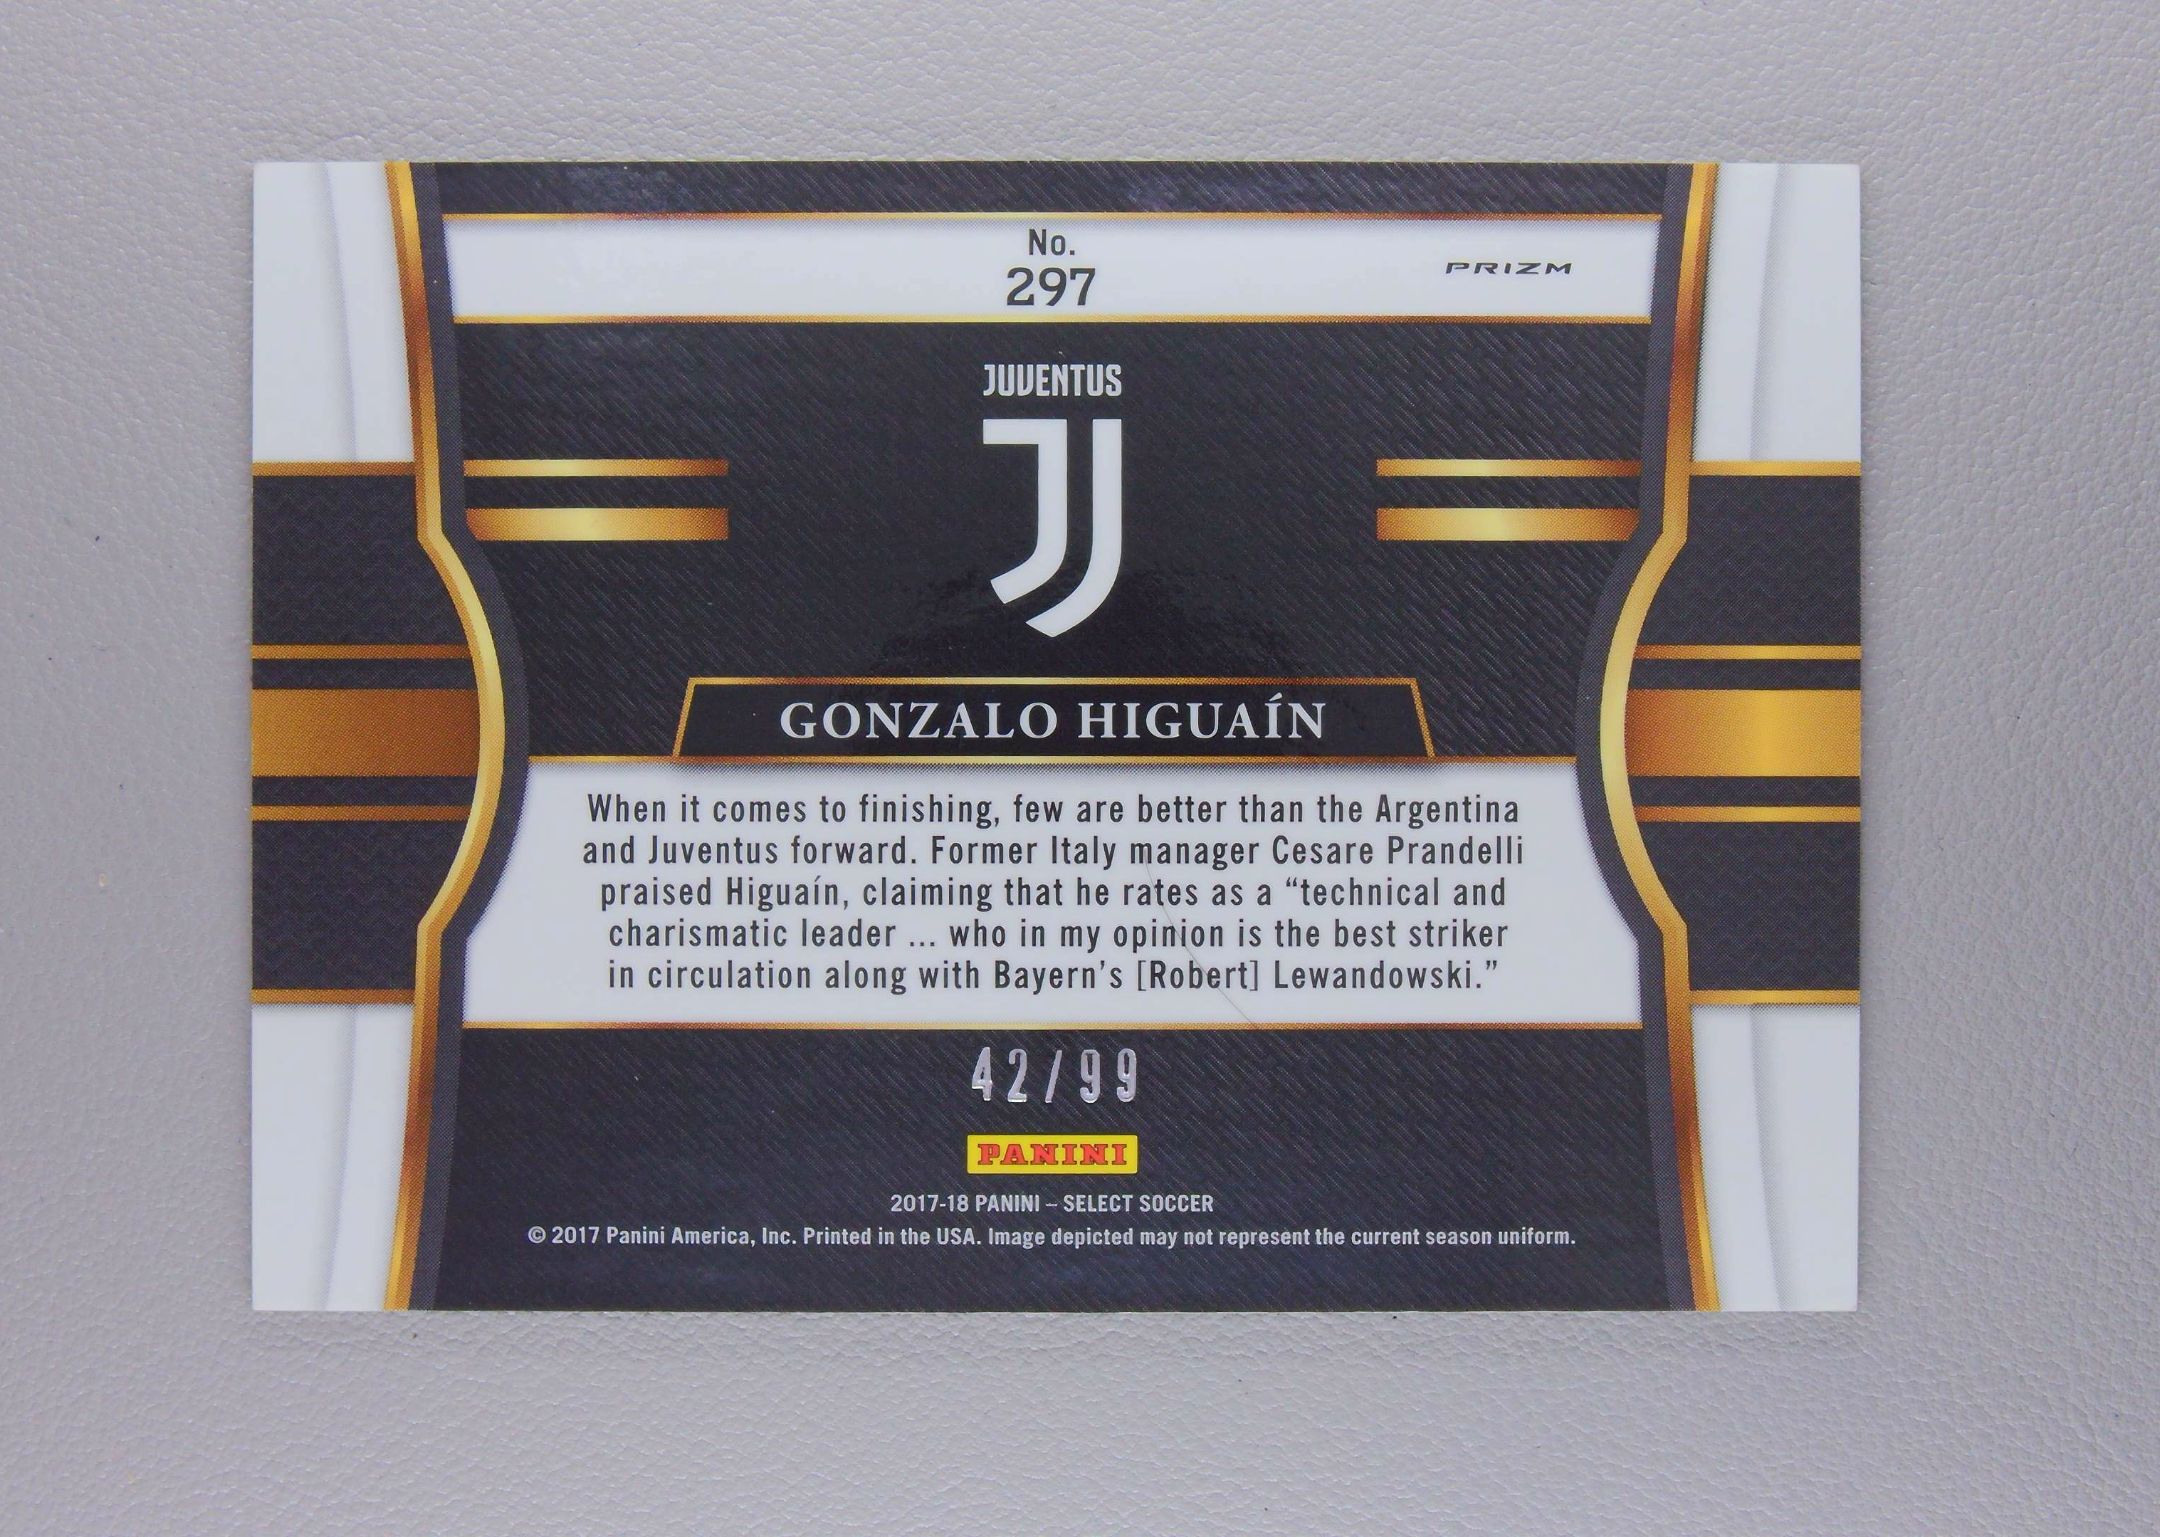 No.
297
PRIZM
JUVENTUS
GONZALO HIGUAÍN
When it comes to finishing, few are better than the Argentina
and Juventus forward. Former Italy manager Cesare Prandelli
praised Higuaín, claiming that he rates as a “technical and
charismatic leader ... who in my opinion is the best striker
in circulation along with Bayern’s [Robert] Lewandowski.”
42/99
PANINI
2017-18 PANINI – SELECT SOCCER
© 2017 Panini America, Inc. Printed in the USA. Image depicted may not represent the current season uniform.